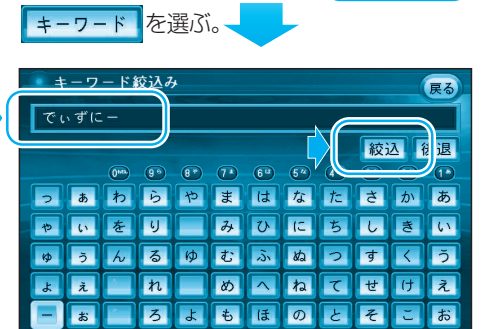 キーワード を選ぶ。
キーワード絞込み
戻る
でぃずにー
絞込 後退
っ ぁ わ ら や ま は な た さ か あ
ゃ ぃ を り み ひ に ち し き い
ゅ ぅ ん る ゆ む ふ ぬ つ す く う
ょ ぇ れ め へ ね て せ け え
ー ぉ ろ よ も ほ の と そ こ お